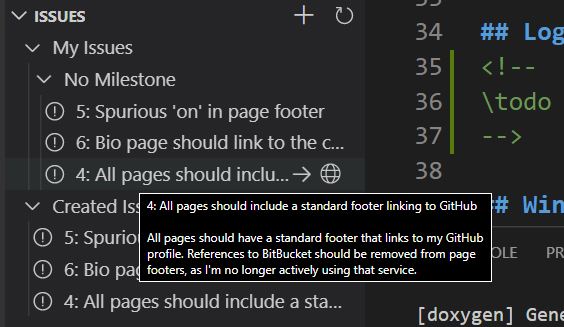 ISSUES
My Issues
No Milestone
5: Spurious 'on' in page footer
6: Bio page should link to the c...
4: All pages should inclu...
Created Iss
5: Spurio
6: Bio pag
4: All pages should include a sta...
4: All pages should include a standard footer linking to GitHub
All pages should have a standard footer that links to my GitHub
profile. References to BitBucket should be removed from page
footers, as I'm no longer actively using that service.
34 ## Log
35 <!--
36 \todo
37 -->
38
## Win
OLE PR
[doxygen] Gene